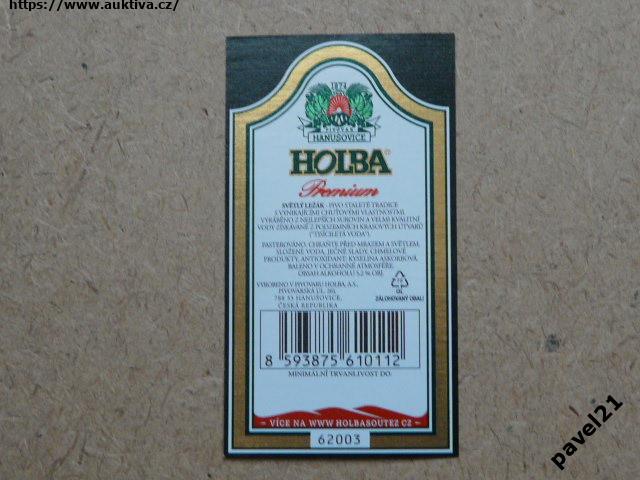 https://www.auktiva.cz/
1874
PIVOVAR
HANUŠOVICE
HOLBA
Premium
SVĚTLÝ LEŽÁK - PIVO STALETÉ TRADICE
S VYNIKAJÍCÍMI CHUŤOVÝMI VLASTNOSTMI,
VYRÁBĚNO Z NEJLEPŠÍCH SUROVIN A VELMI KVALITNÍ
VODY ZÍSKÁVANÉ Z PODZEMNÍCH KRASOVÝCH ÚTVARŮ
("TISÍCILETÁ VODA").
PASTEROVÁNO. CHRAŇTE PŘED MRAZEM A SVĚTLEM.
SLOŽENÍ: VODA, JEČNÉ SLADY, CHMELOVÉ
PRODUKTY, ANTIOXIDANT: KYSELINA ASKORBOVÁ.
BALENO V OCHRANNÉ ATMOSFÉŘE.
OBSAH ALKOHOLU 5,2 % OBJ.
VYROBENO V PIVOVARU HOLBA, A.S.,
PIVOVARSKÁ UL. 261,
788 33 HANUŠOVICE,
ČESKÁ REPUBLIKA
ZÁLOHOVANÝ OBAL!
8 593875 610112
MINIMÁLNÍ TRVANLIVOST DO:
~ VÍCE NA WWW.HOLBASOUTEZ.CZ ~
62003
pavel21